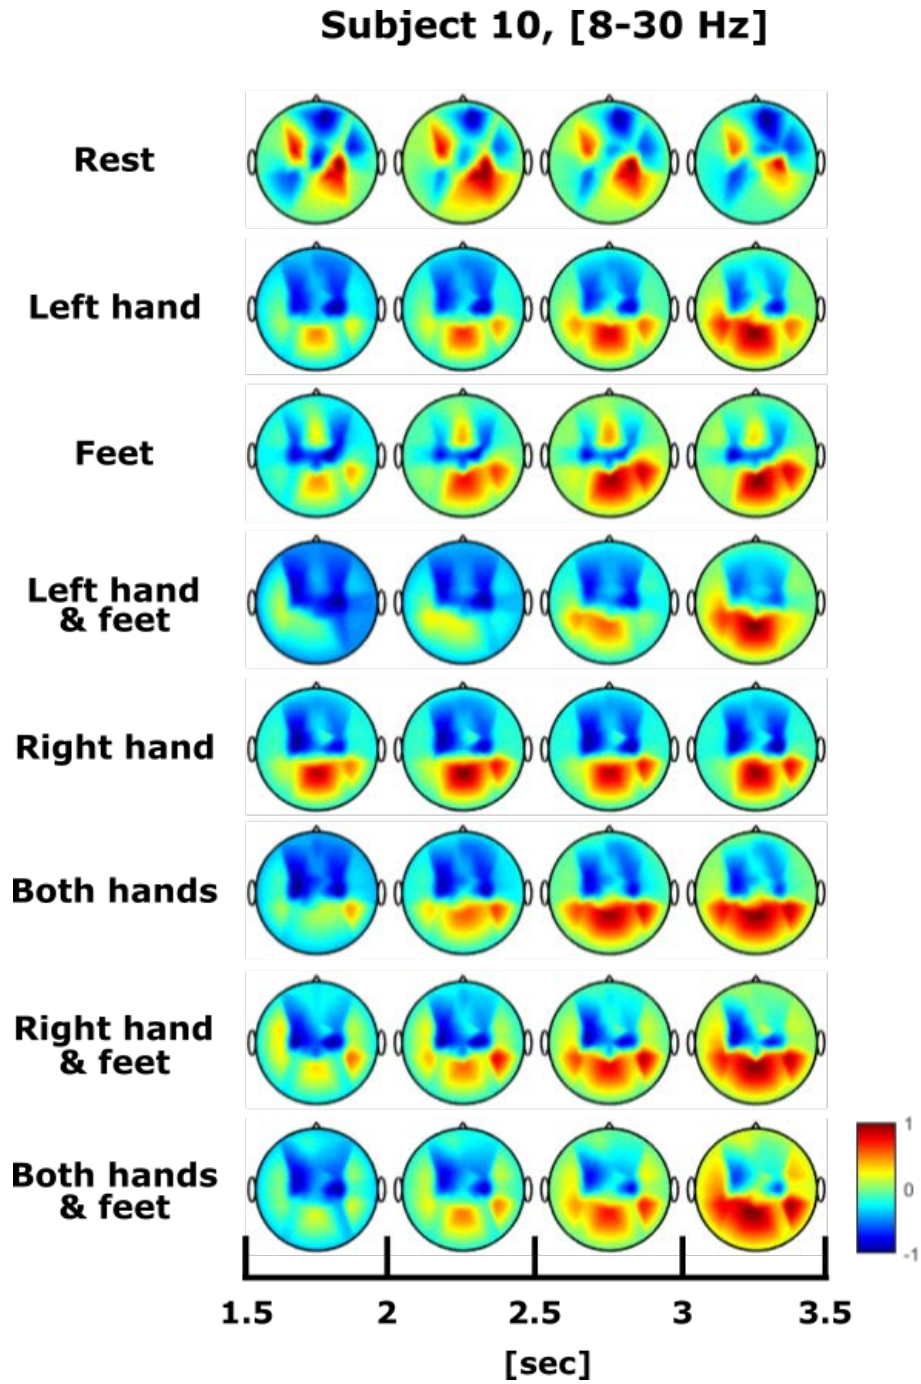 Subject 10, [8-30 Hz]
Rest
Left hand
Feet
Left hand
& feet
Right hand
Both hands
Right hand
& feet
Both hands
& feet
1
0
-1
1.5 2 2.5 3 3.5
[sec]